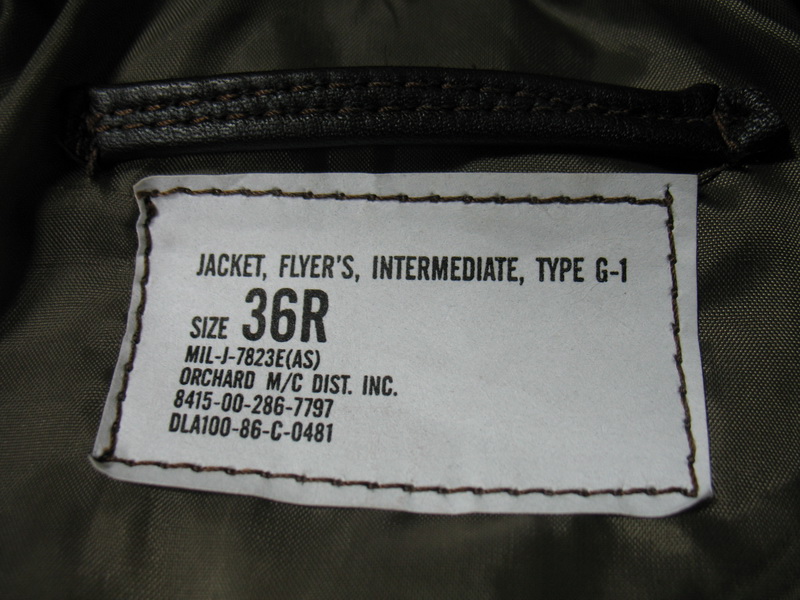 JACKET, FLYER'S, INTERMEDIATE, TYPE G-1
SIZE 36R
MIL-J-7823E(AS)
ORCHARD M/C DIST. INC.
8415-00-286-7797
DLA100-86-C-0481